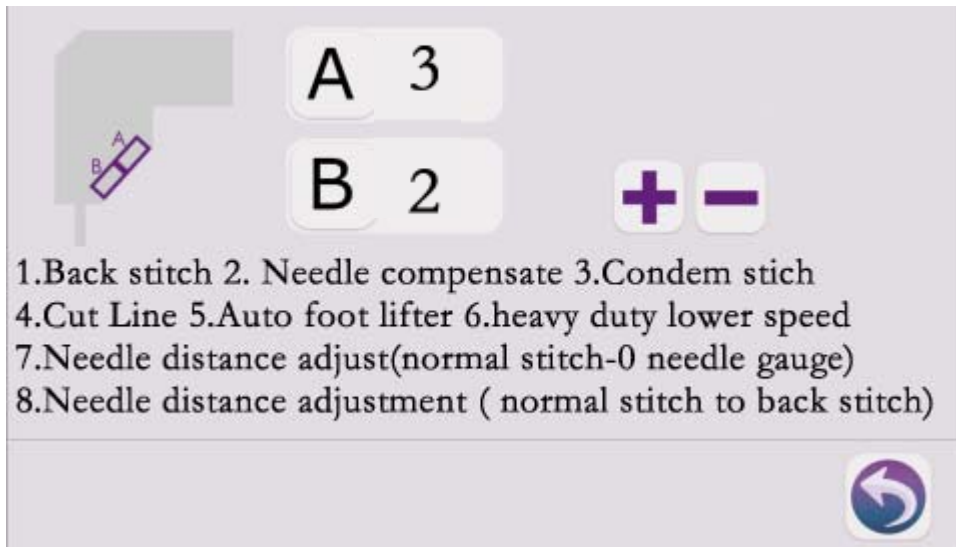 A 3
A
B
B 2
1.Back stitch 2. Needle compensate 3.Condem stich
4.Cut Line 5.Auto foot lifter 6.heavy duty lower speed
7.Needle distance adjust(normal stitch-0 needle gauge)
8.Needle distance adjustment ( normal stitch to back stitch)